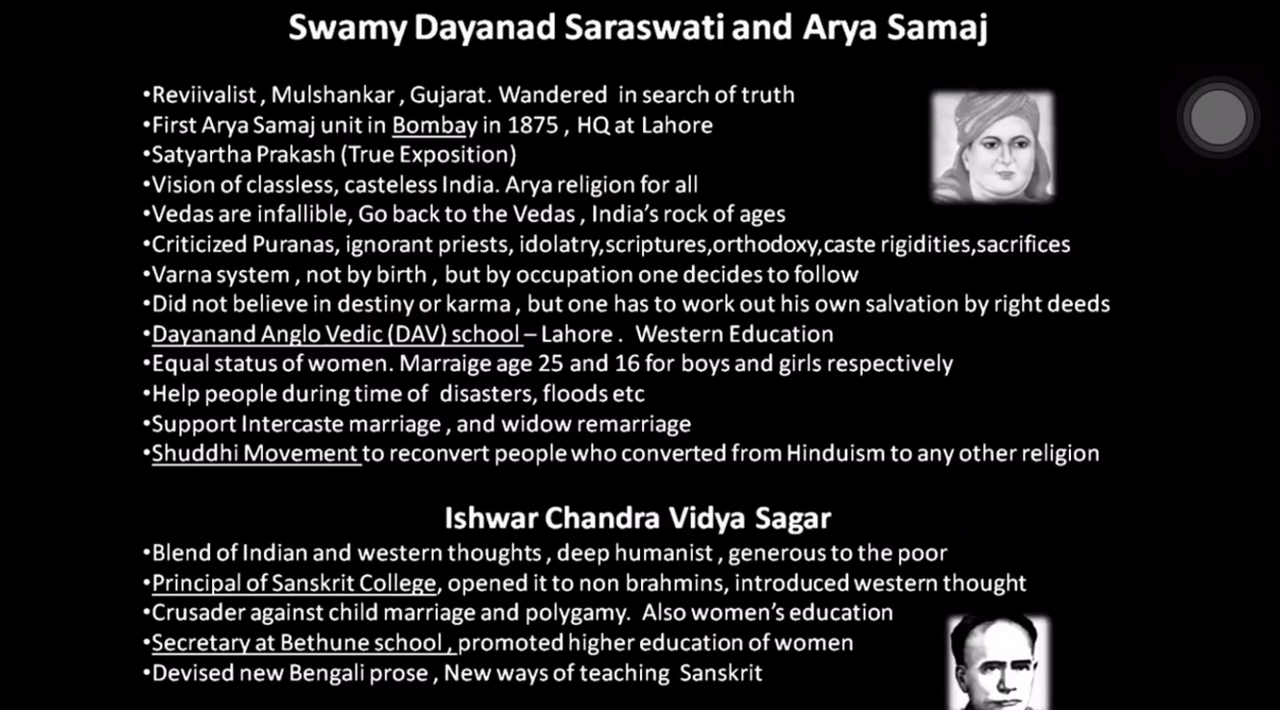 Swamy Dayanad Saraswati and Arya Samaj
•Reviivalist , Mulshankar , Gujarat. Wandered in search of truth
•First Arya Samaj unit in Bombay in 1875 , HQ at Lahore
•Satyartha Prakash (True Exposition)
•Vision of classless, casteless India. Arya religion for all
•Vedas are infallible, Go back to the Vedas , India's rock of ages
•Criticized Puranas, ignorant priests, idolatry,scriptures,orthodoxy,caste rigidities,sacrifices
•Varna system , not by birth , but by occupation one decides to follow
•Did not believe in destiny or karma , but one has to work out his own salvation by right deeds
•Dayanand Anglo Vedic (DAV) school – Lahore . Western Education
•Equal status of women. Marraige age 25 and 16 for boys and girls respectively
•Help people during time of disasters, floods etc
•Support Intercaste marriage , and widow remarriage
•Shuddhi Movement to reconvert people who converted from Hinduism to any other religion
Ishwar Chandra Vidya Sagar
•Blend of Indian and western thoughts , deep humanist , generous to the poor
•Principal of Sanskrit College, opened it to non brahmins, introduced western thought
•Crusader against child marriage and polygamy. Also women's education
•Secretary at Bethune school , promoted higher education of women
•Devised new Bengali prose , New ways of teaching Sanskrit